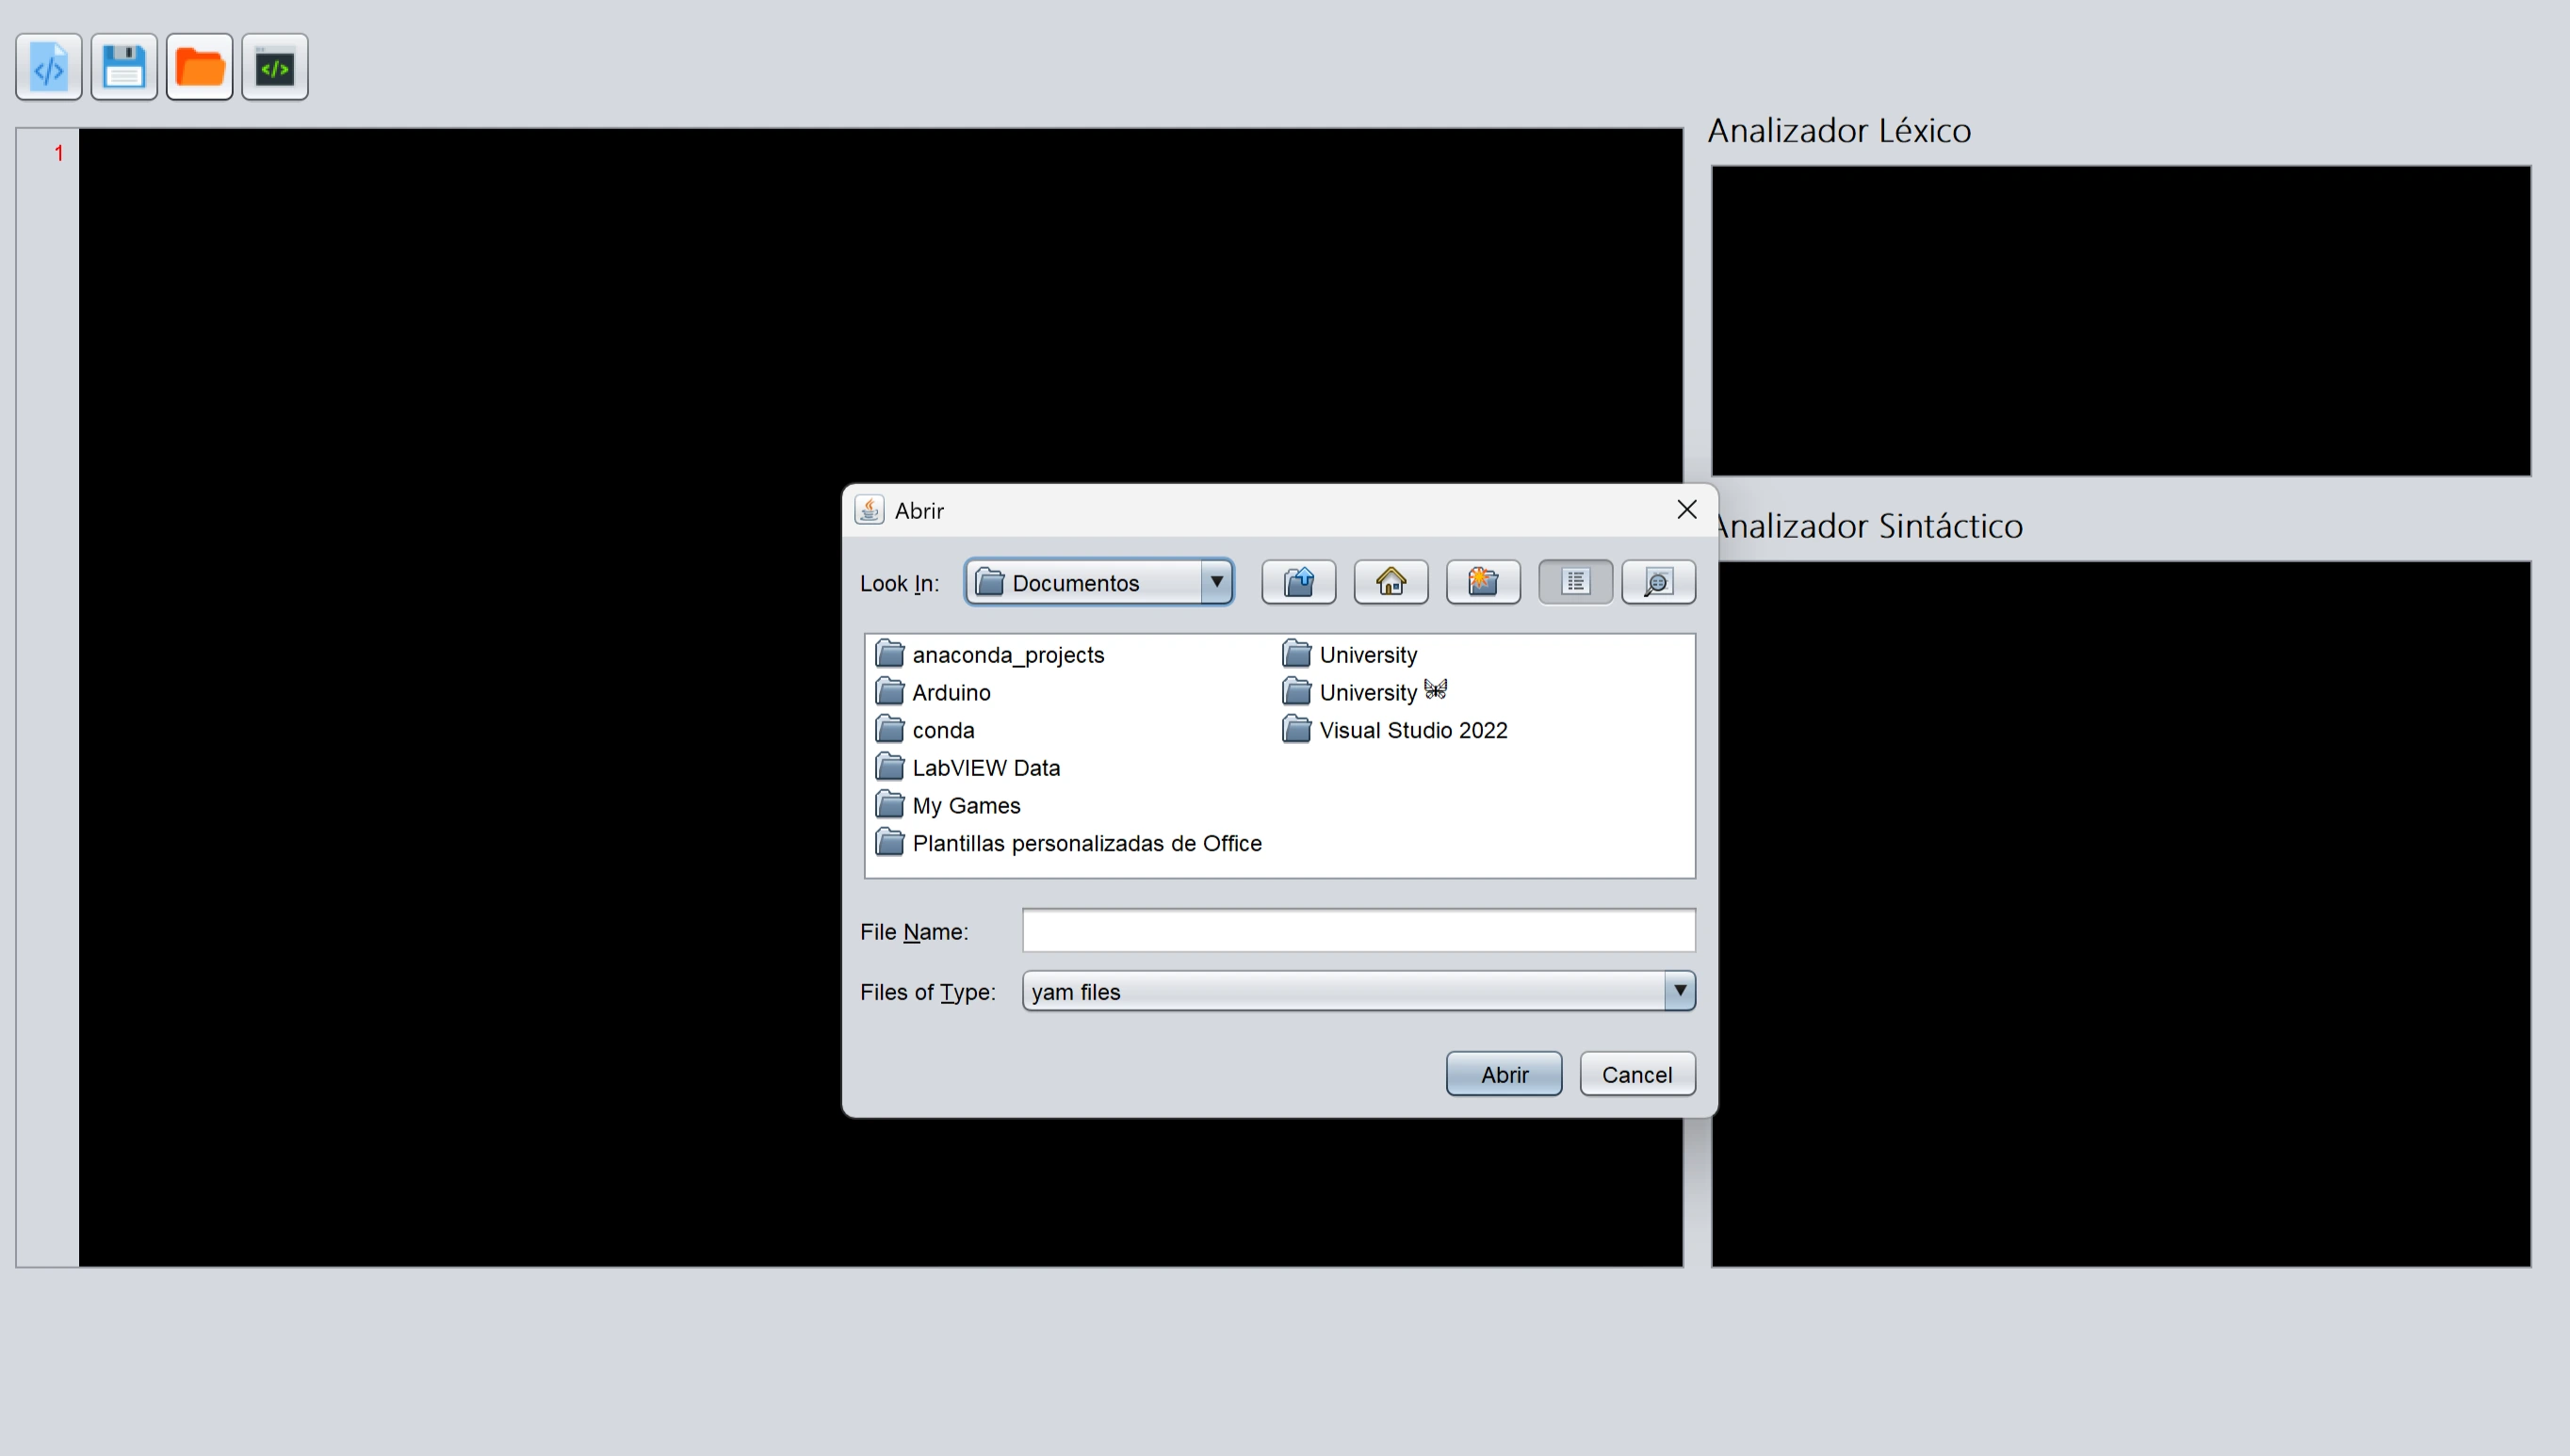 </>
</>
1
Analizador Léxico
Analizador Sintáctico
Abrir
Look In:
Documentos
anaconda_projects
Arduino
conda
LabVIEW Data
My Games
Plantillas personalizadas de Office
University
University
Visual Studio 2022
File Name:
Files of Type:
yam files
Abrir
Cancel